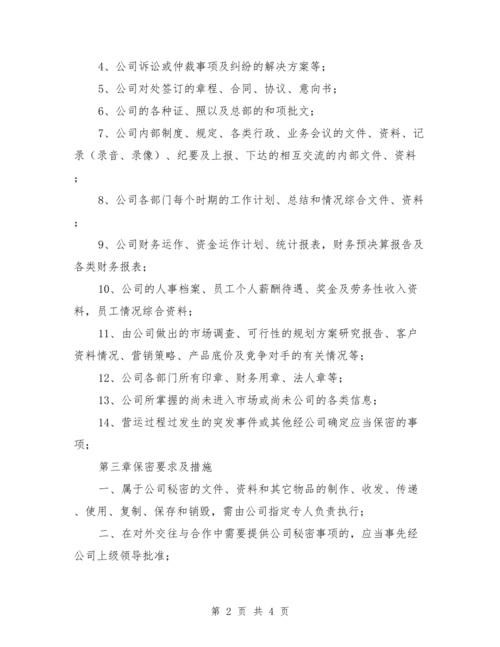 4、公司诉讼或仲裁事项及纠纷的解决方案等；
5、公司对处签订的章程、合同、协议、意向书；
6、公司的各种证、照以及总部的和项批文；
7、公司内部制度、规定、各类行政、业务会议的文件、资料、记
录（录音、录像）、纪要及上报、下达的相互交流的内部文件、资料
；
8、公司各部门每个时期的工作计划、总结和情况综合文件、资料
；
9、公司财务运作、资金运作计划、统计报表，财务预决算报告及
各类财务报表；
10、公司的人事档案、员工个人薪酬待遇、奖金及劳务性收入资
料，员工情况综合资料；
11、由公司做出的市场调查、可行性的规划方案研究报告、客户
资料情况、营销策略、产品底价及竞争对手的有关情况等；
12、公司各部门所有印章、财务用章、法人章等；
13、公司所掌握的尚未进入市场或尚未公司的各类信息；
14、营运过程过发生的突发事件或其他经公司确定应当保密的事
项；
第三章保密要求及措施
一、属于公司秘密的文件、资料和其它物品的制作、收发、传递
、使用、复制、保存和销毁，需由公司指定专人负责执行；
二、在对外交往与合作中需要提供公司秘密事项的，应当事先经
公司上级领导批准；
第 2 页 共 4 页